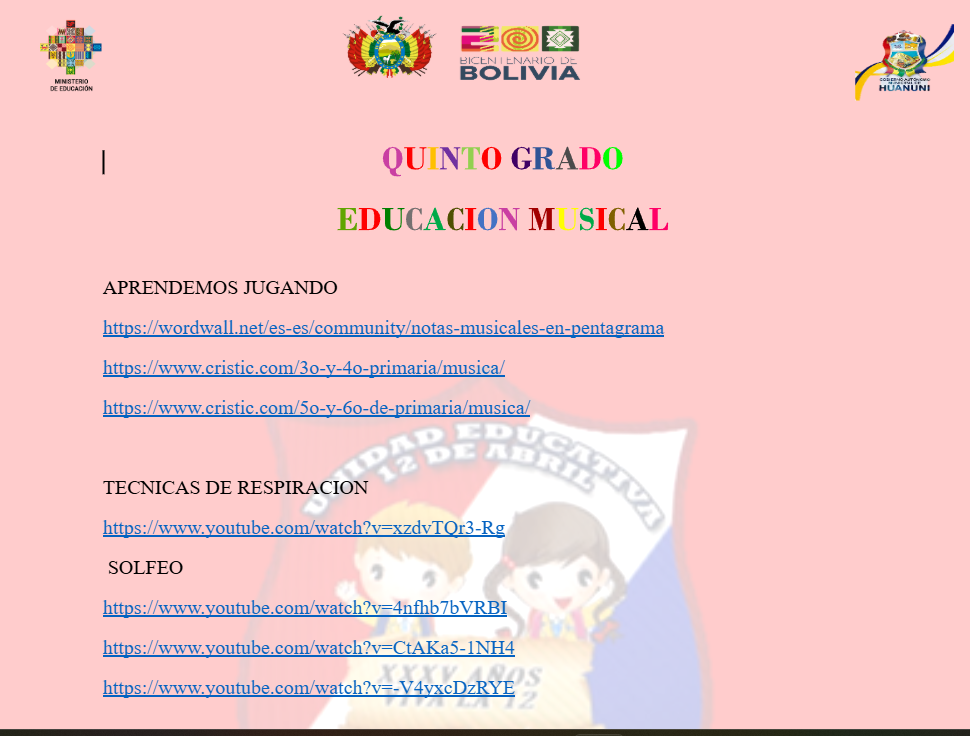 MINISTERIO
DE EDUCACIÓN
BICENTENARIO DE
BOLIVIA
GOBIERNO AUTÓNOMO
MUNICIPAL DE
HUANUNI
QUINTO GRADO
EDUCACION MUSICAL
APRENDEMOS JUGANDO
https://wordwall.net/es-es/community/notas-musicales-en-pentagrama
https://www.cristic.com/3o-y-4o-primaria/musica/
https://www.cristic.com/5o-y-6o-de-primaria/musica/
UNIDAD EDUCATIVA
12 DE ABRIL
TECNICAS DE RESPIRACION
https://www.youtube.com/watch?v=xzdvTQr3-Rg
SOLFEO
https://www.youtube.com/watch?v=4nfhb7bVRBI
https://www.youtube.com/watch?v=CtAKa5-1NH4
XXXV AÑOS
https://www.youtube.com/watch?v=-V4yxcDzRYE
VIVA LA 12